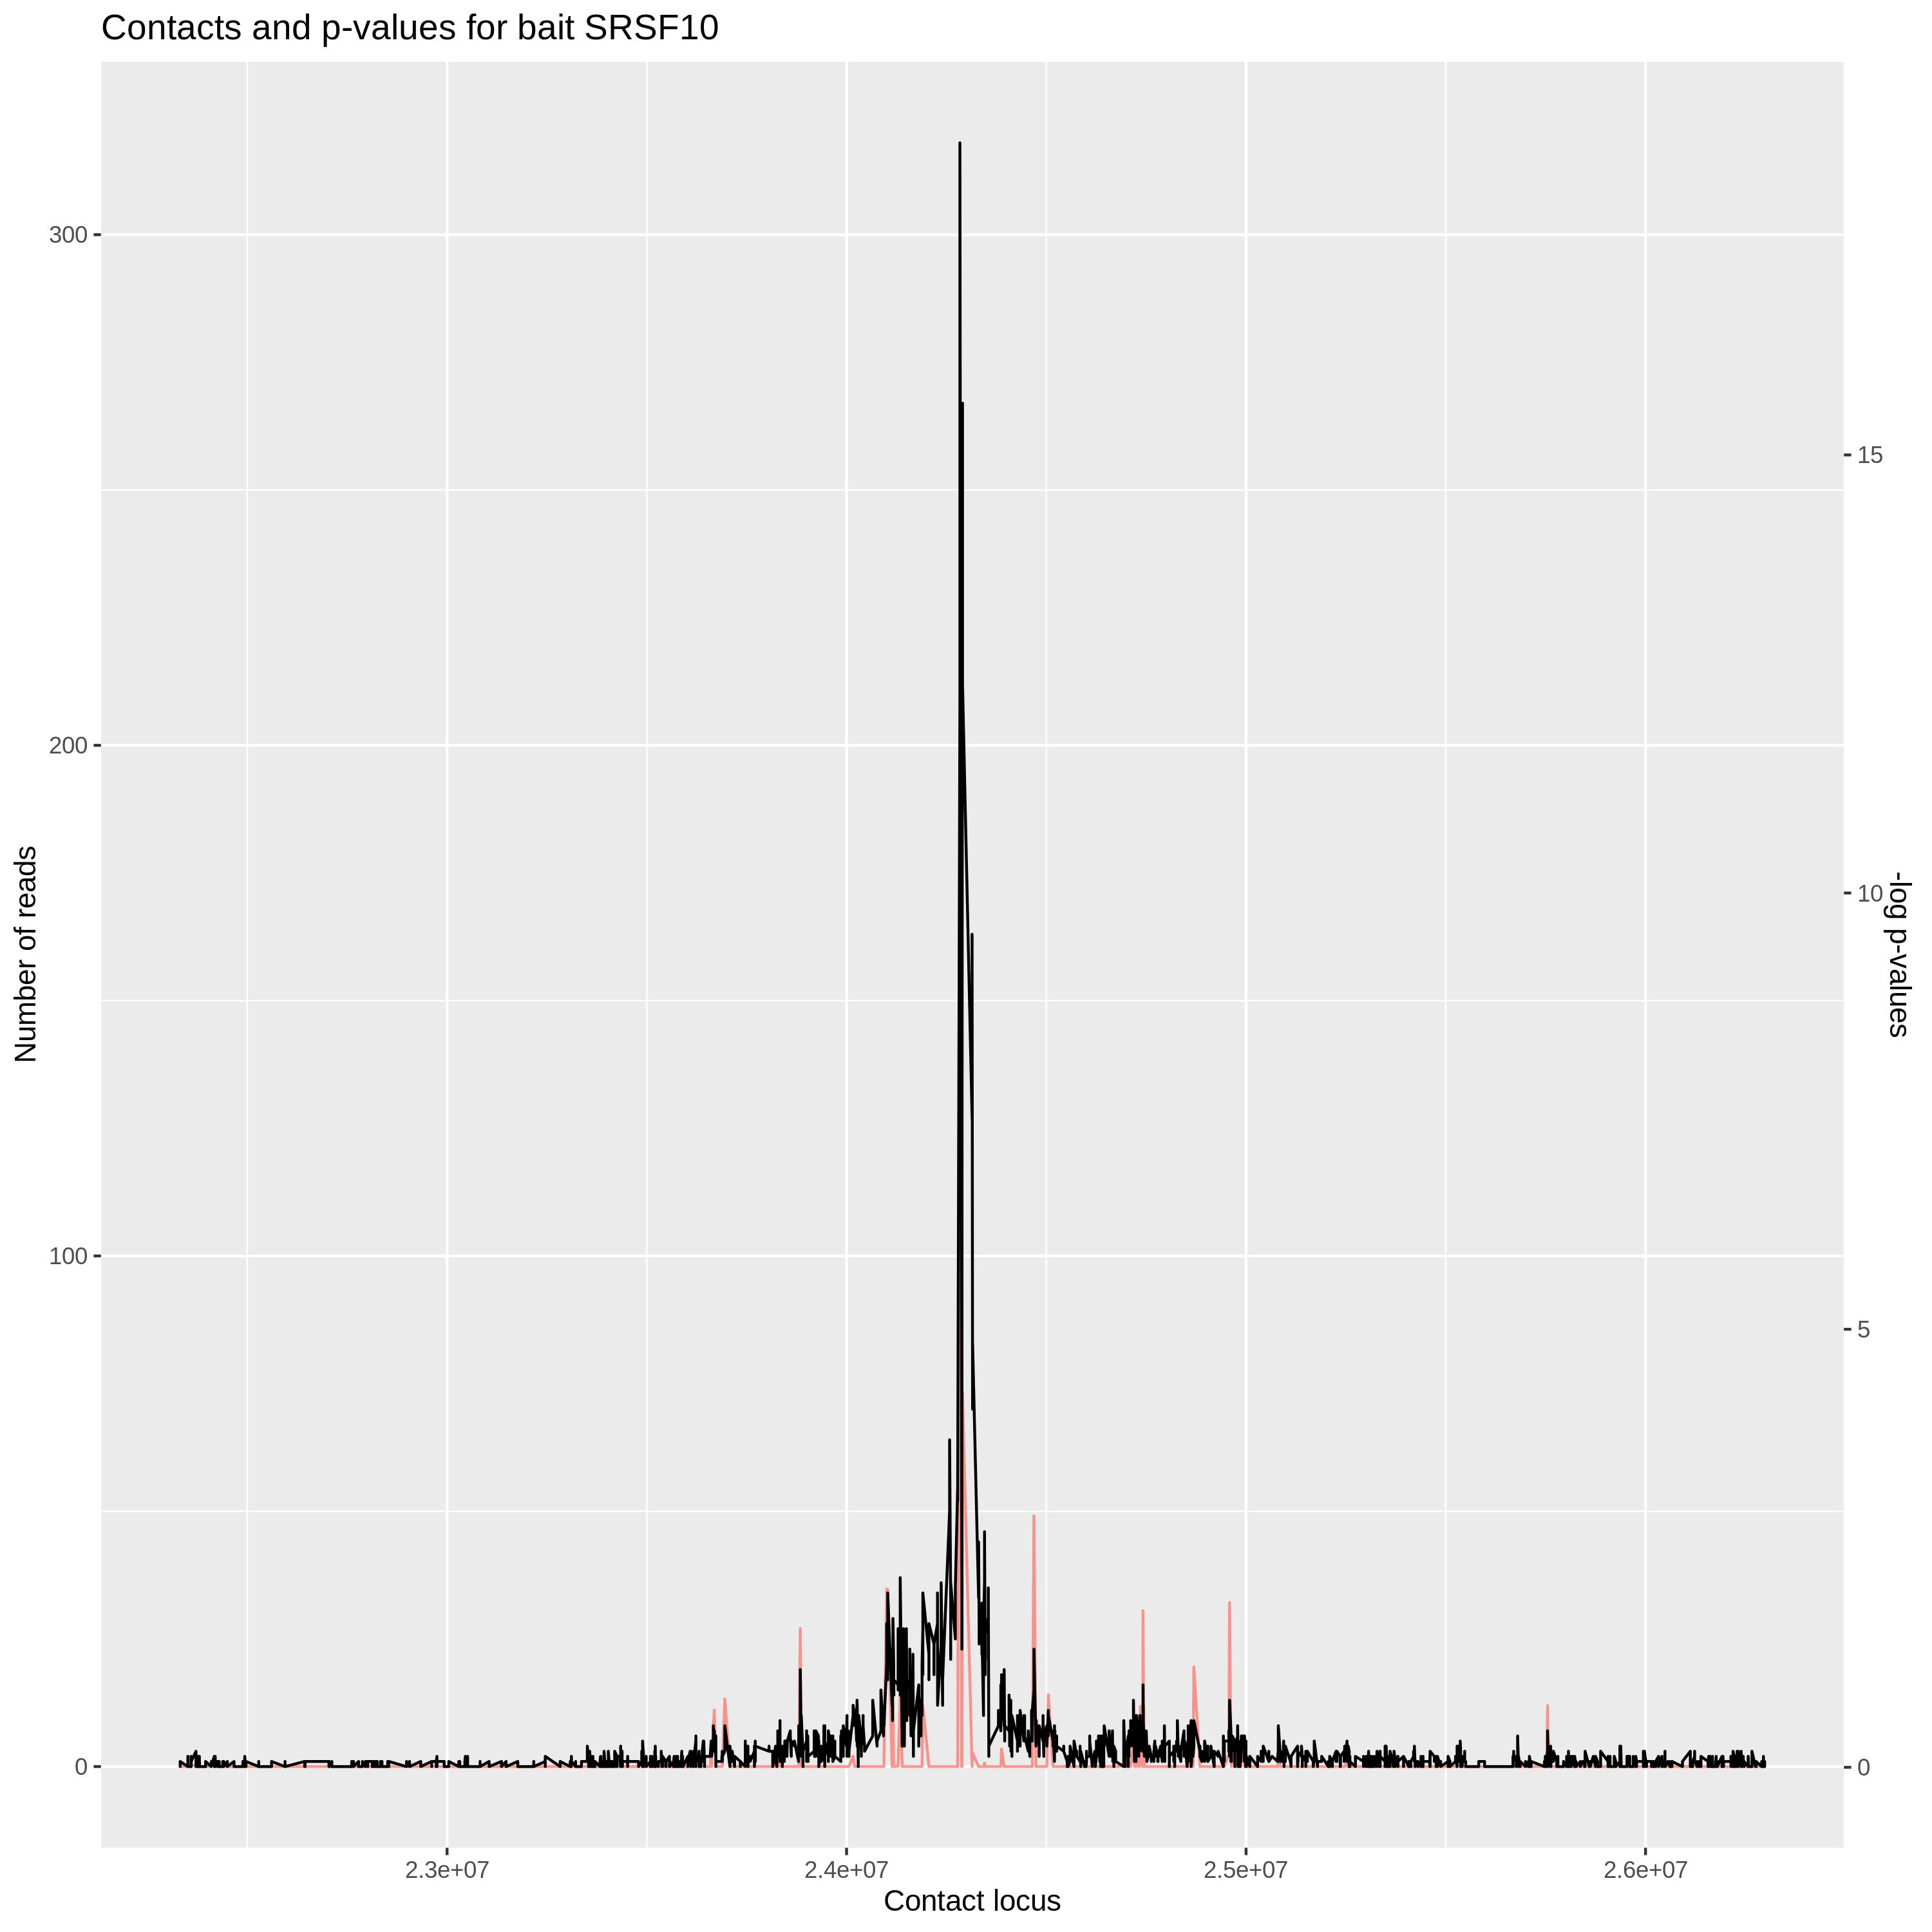 Contacts and p-values for bait SRSF10
Number of reads
300
200
100
0
15
10
5
0
-log p-values
2.3e+07
2.4e+07
2.5e+07
2.6e+07
Contact locus